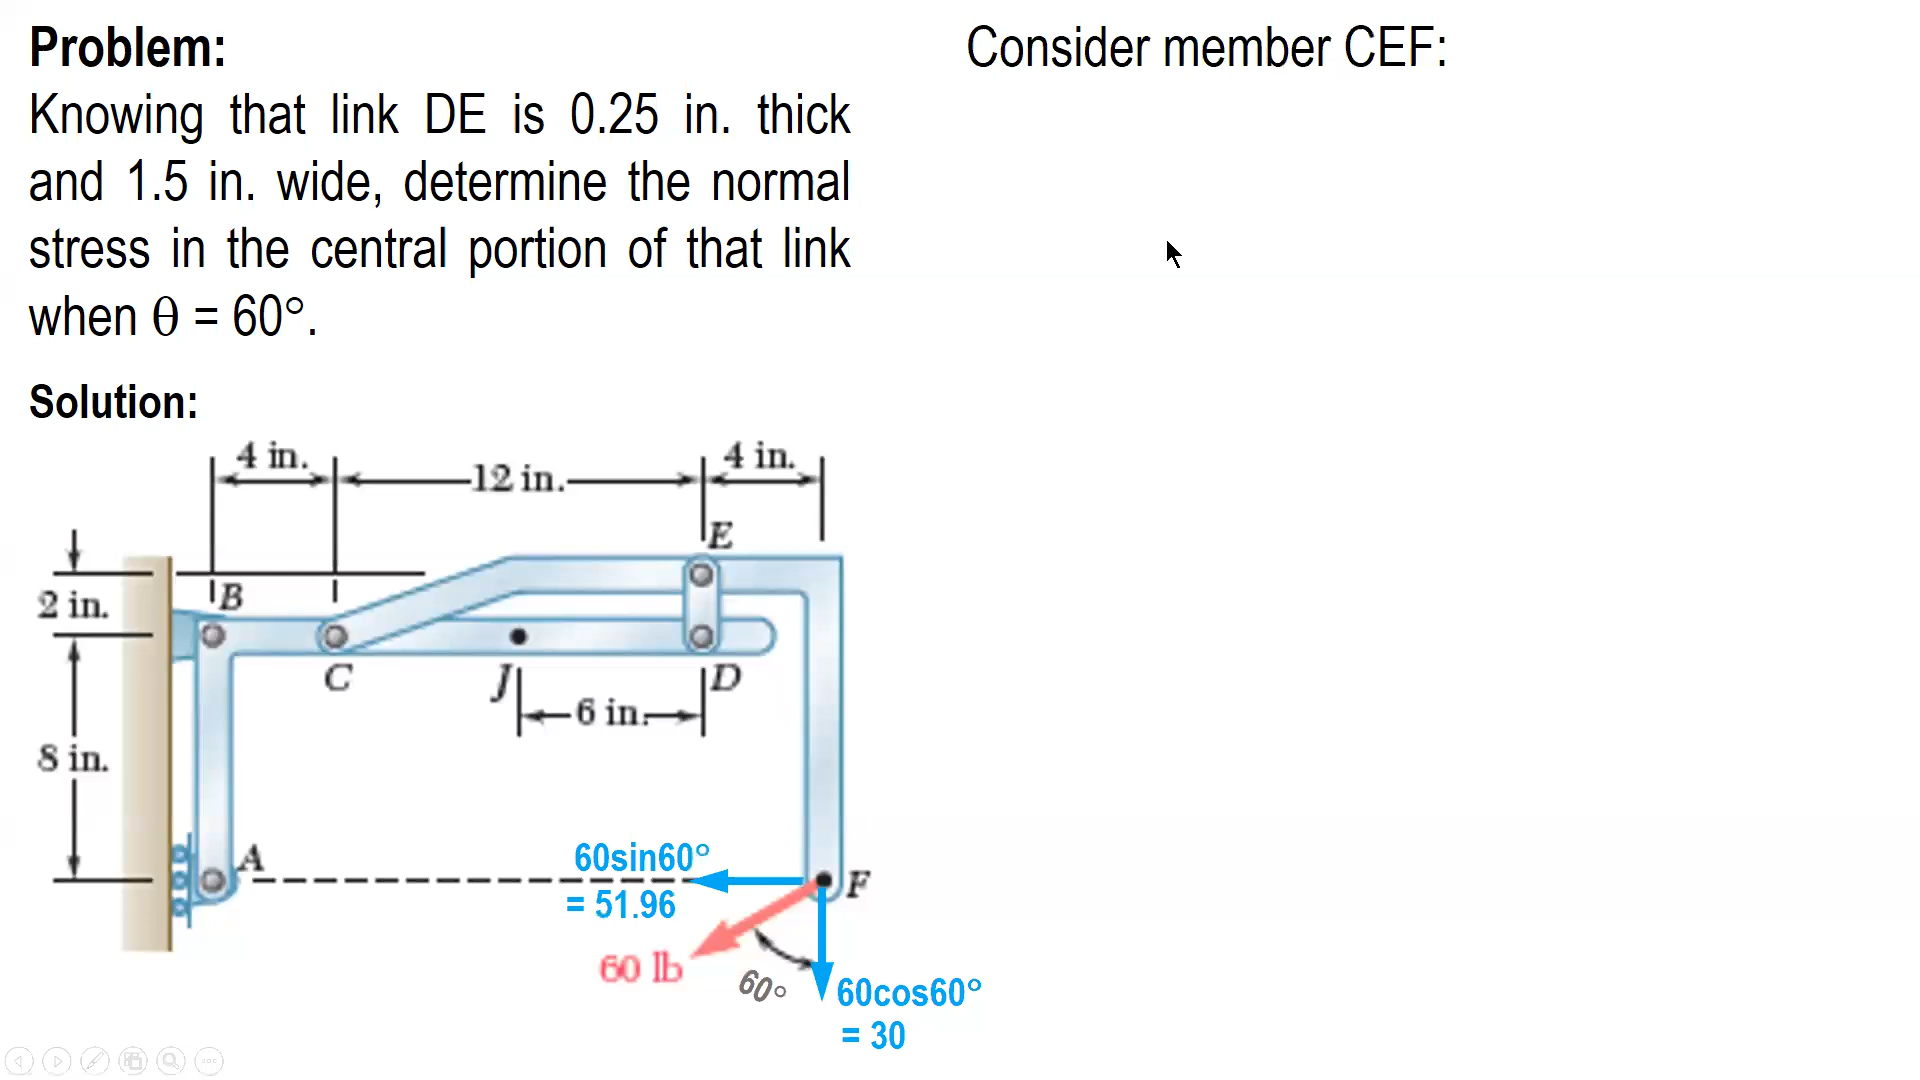 Problem:
Knowing that link DE is 0.25 in. thick
and 1.5 in. wide, determine the normal
stress in the central portion of that link
when θ = 60°.
Solution:
4 in.
12 in.
4 in.
E
2 in.
B
C
J
D
6 in.
8 in.
A
60sin60°
= 51.96
F
60 lb
60°
60cos60°
= 30
Consider member CEF: